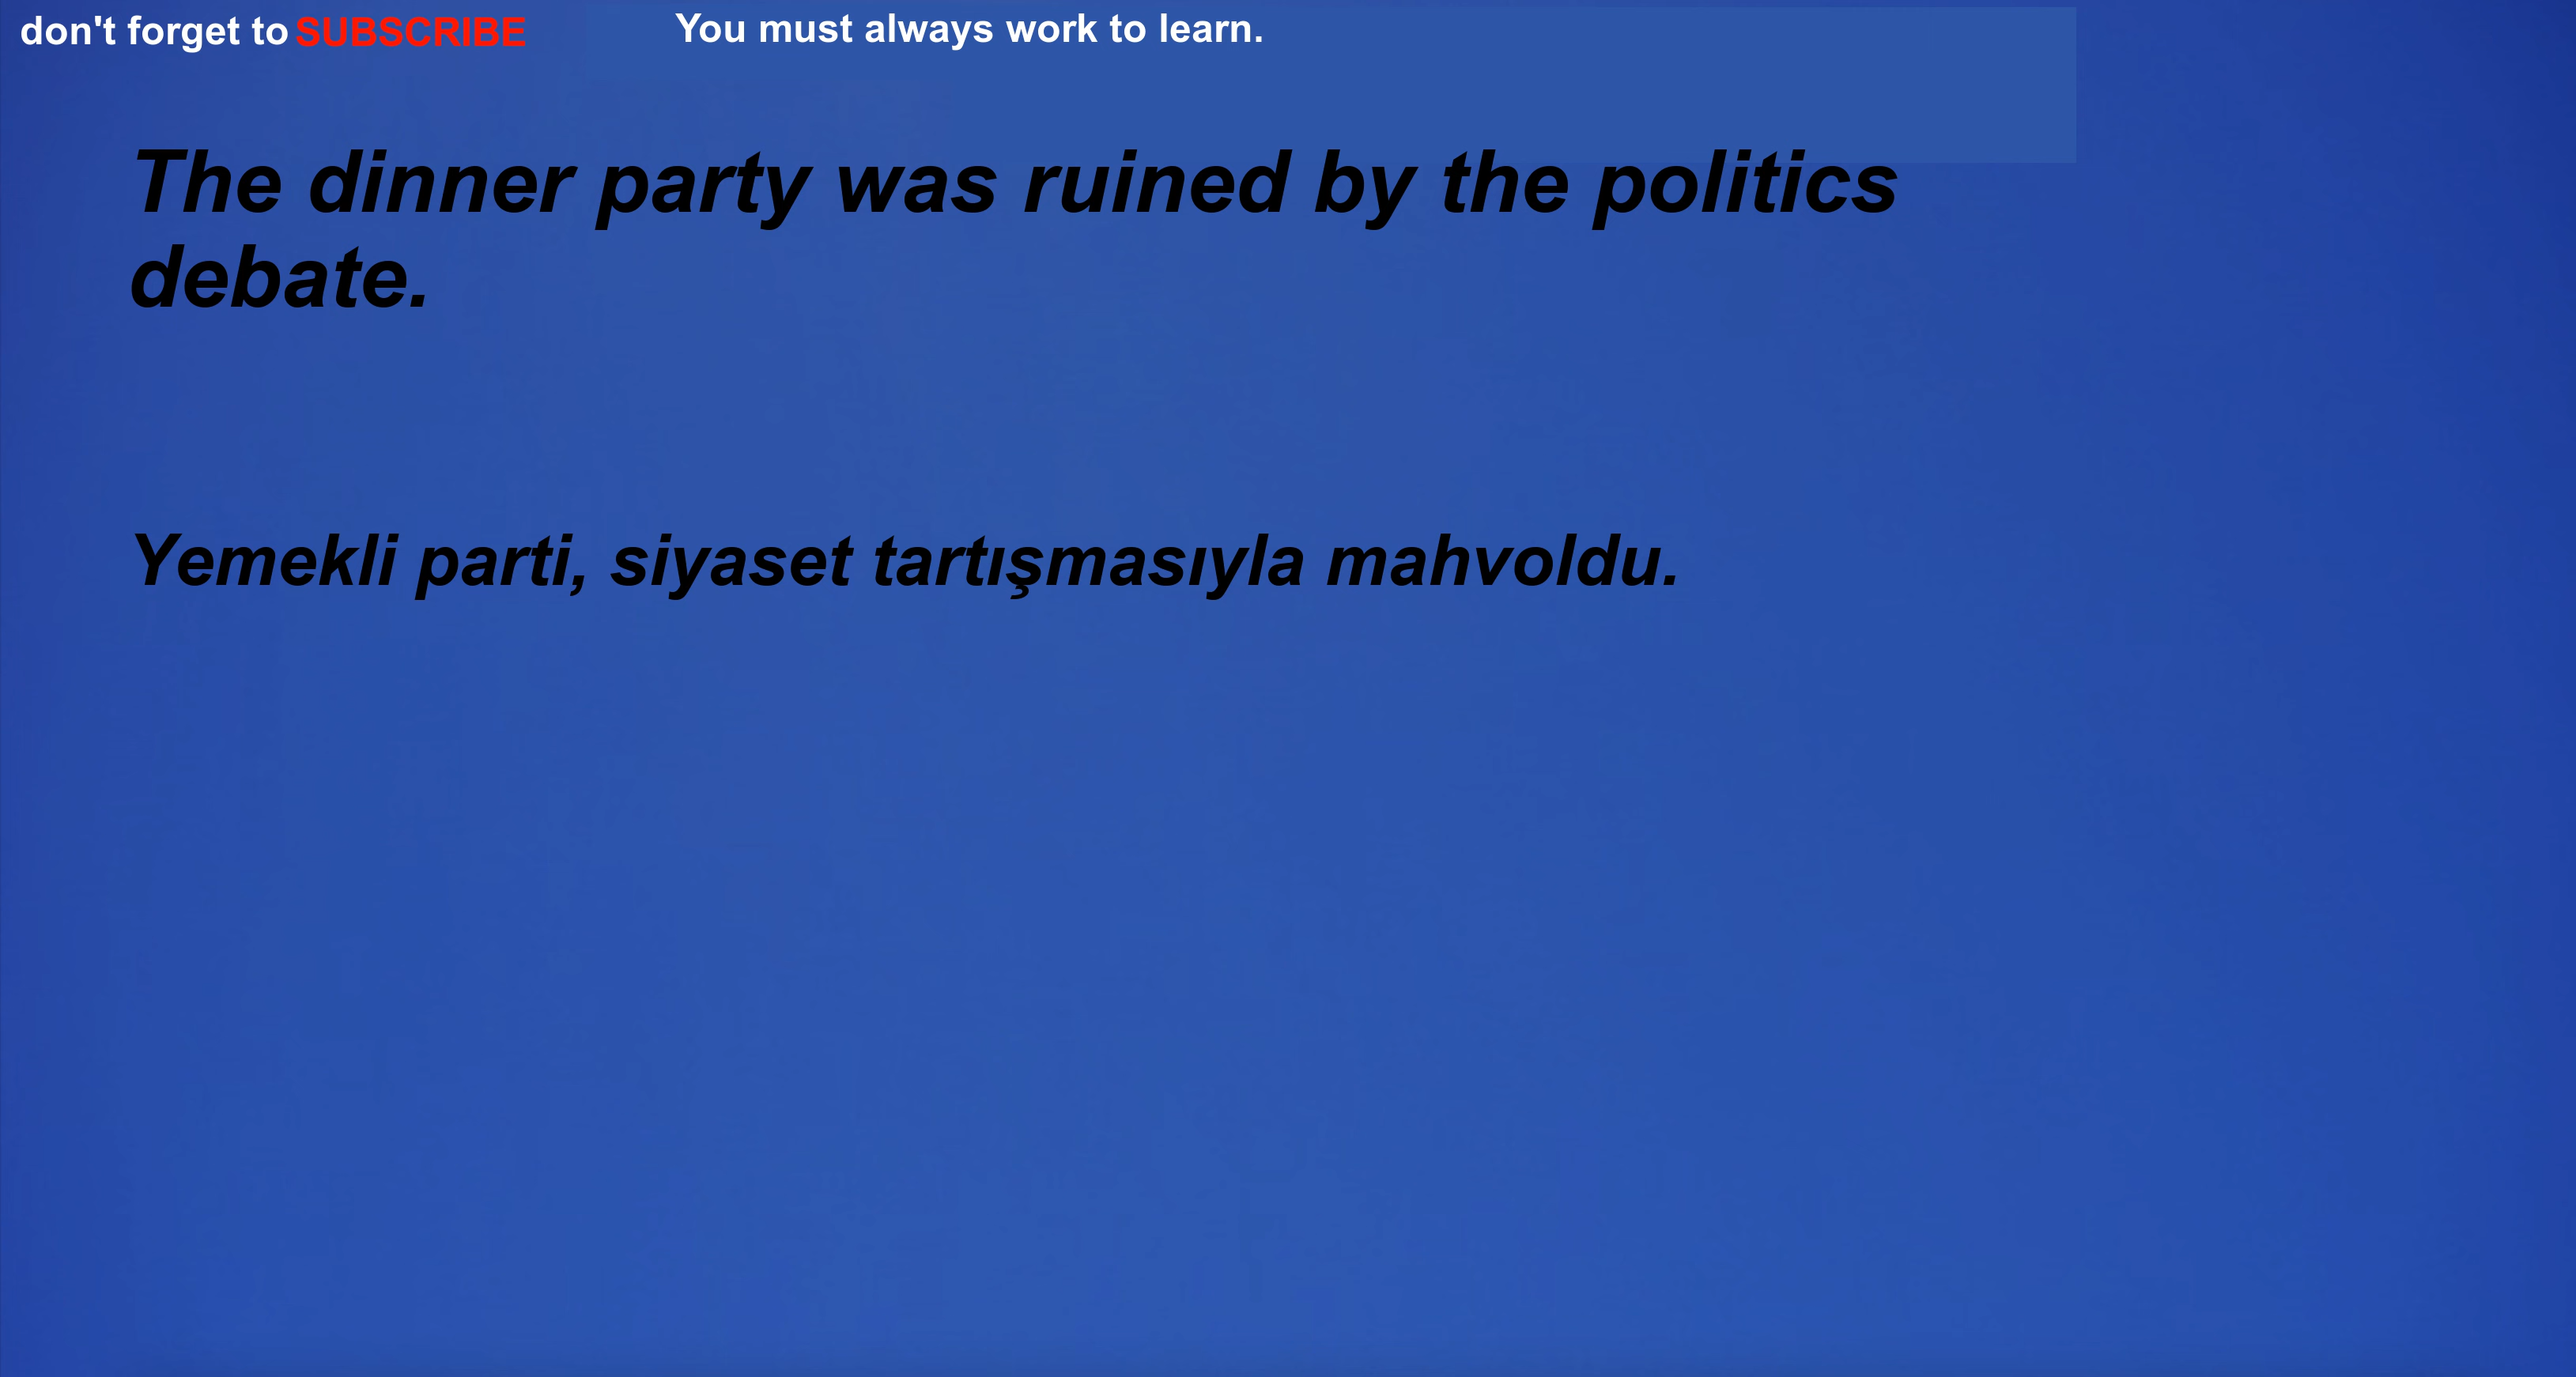 don't forget to SUBSCRIBE
You must always work to learn.
The dinner party was ruined by the politics
debate.
Yemekli parti, siyaset tartışmasıyla mahvoldu.